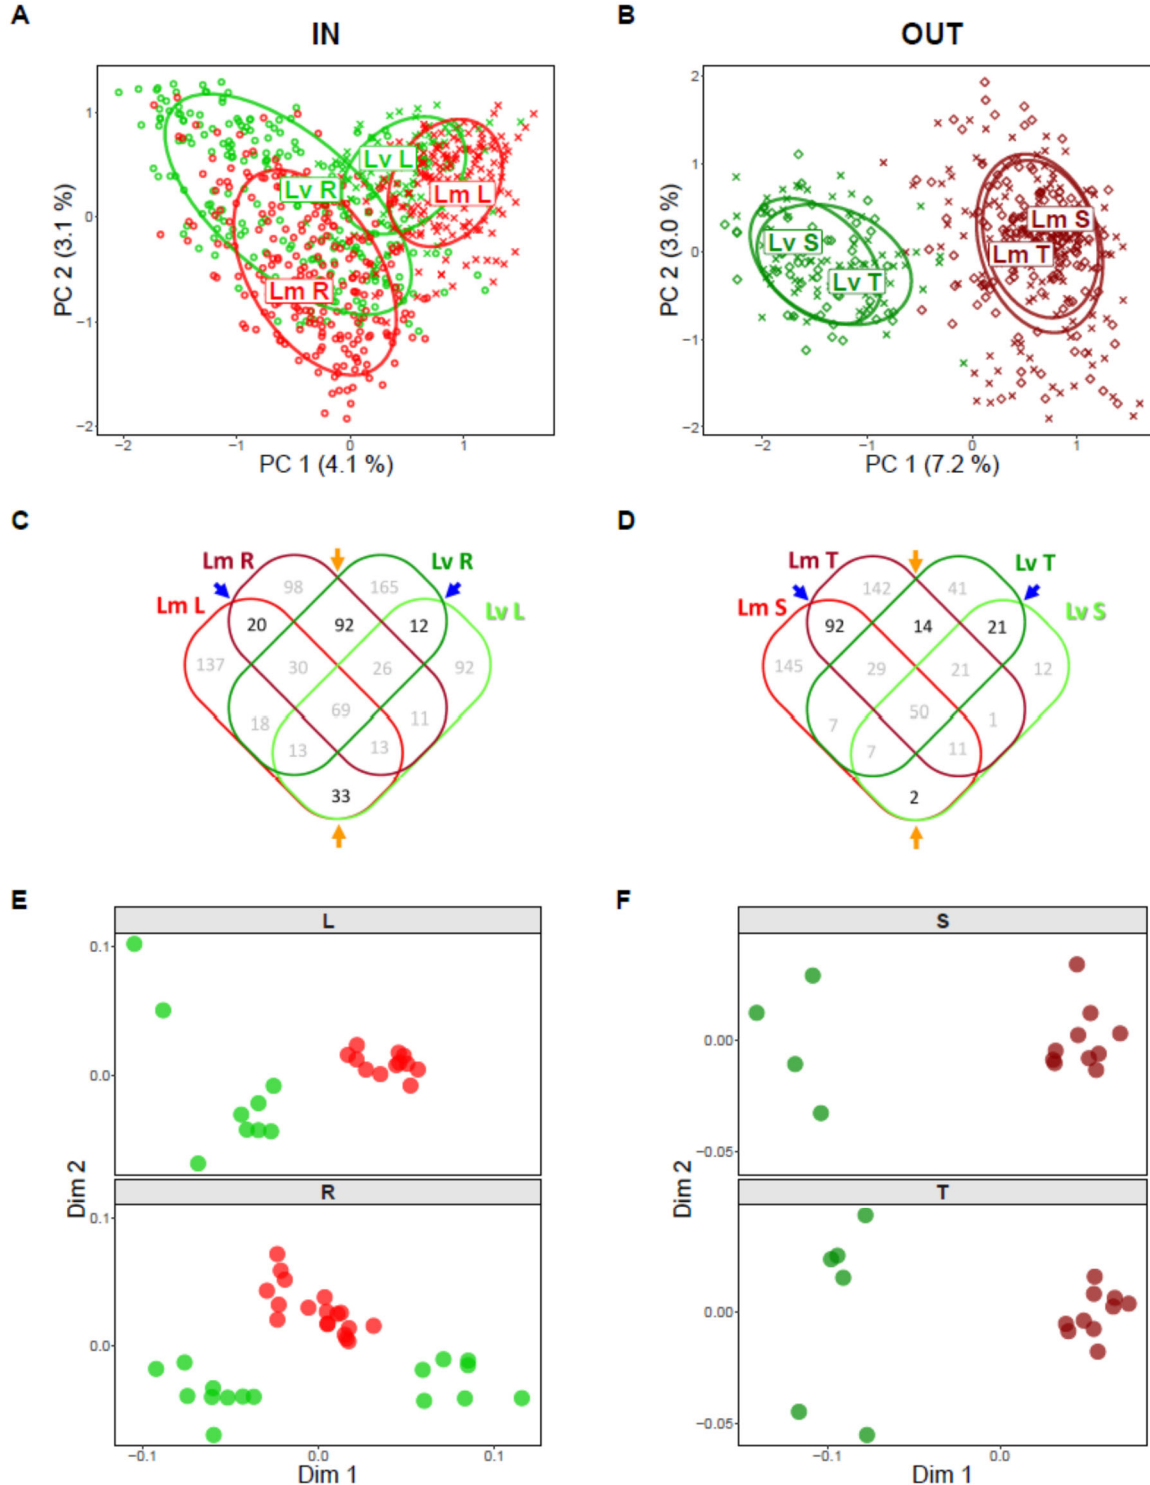 A
IN
1
0
−1
−2
PC 2 (3.1 %)
Lv L
Lv R
Lm L
Lm R
−2
−1
0
1
PC 1 (4.1 %)
B
OUT
2
1
0
−1
−2
PC 2 (3.0 %)
Lm S
Lv S
Lm T
Lv T
−2
−1
0
1
PC 1 (7.2 %)
C
Lm R
Lv R
Lm L
Lv L
98
165
20
92
12
137
30
26
92
18
69
11
13
13
33
D
Lm T
Lv T
Lm S
Lv S
142
41
92
14
21
145
29
21
12
7
50
1
7
11
2
E
L
0.1
0.0
R
0.1
0.0
Dim 2
−0.1
0.0
0.1
Dim 1
F
S
0.00
−0.05
T
0.00
−0.05
Dim 2
−0.1
0.0
Dim 1